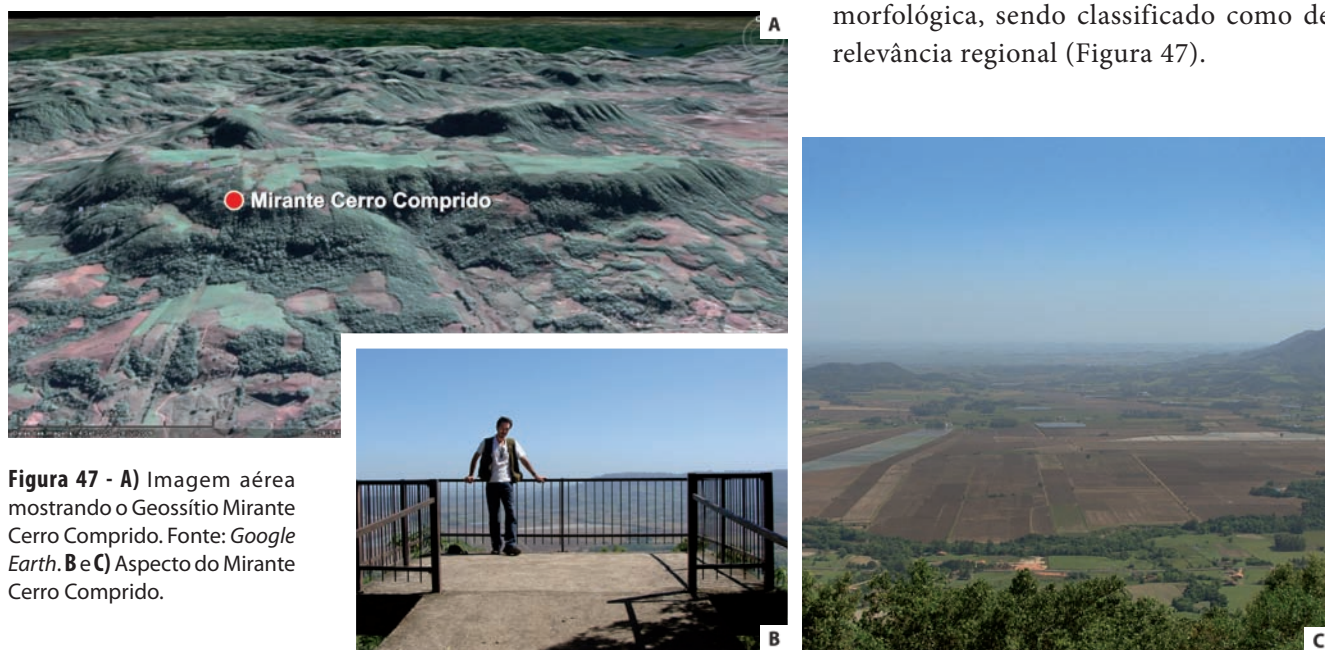 morfológica, sendo classificado como de
relevância regional (Figura 47).
A
Mirante Cerro Comprido
Figura 47 - A) Imagem aérea
mostrando o Geossítio Mirante
Cerro Comprido. Fonte: Google
Earth. B e C) Aspecto do Mirante
Cerro Comprido.
B
C